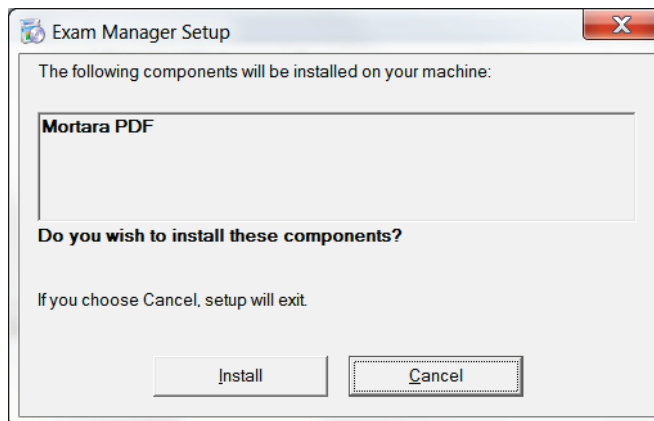 Exam Manager Setup
The following components will be installed on your machine:
Mortara PDF
Do you wish to install these components?
If you choose Cancel, setup will exit.
Install
Cancel